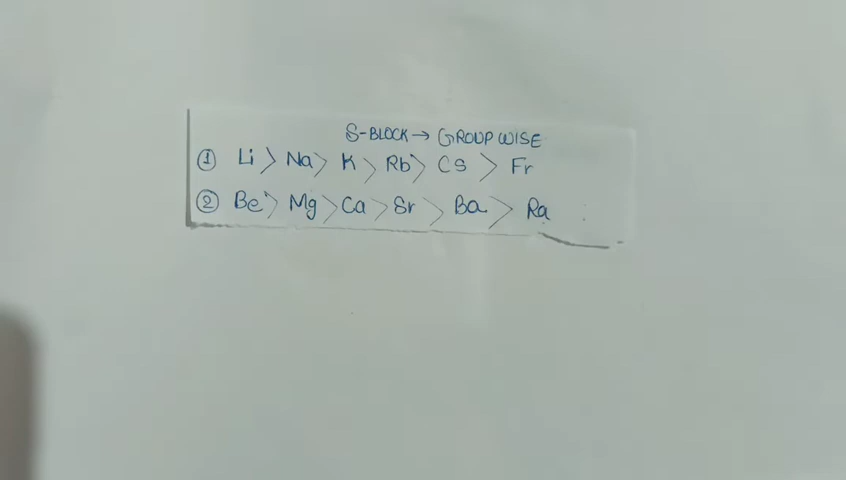 S-BLOCK → GROUP WISE
① Li > Na > K > Rb > Cs > Fr
② Be > Mg > Ca > Sr > Ba > Ra